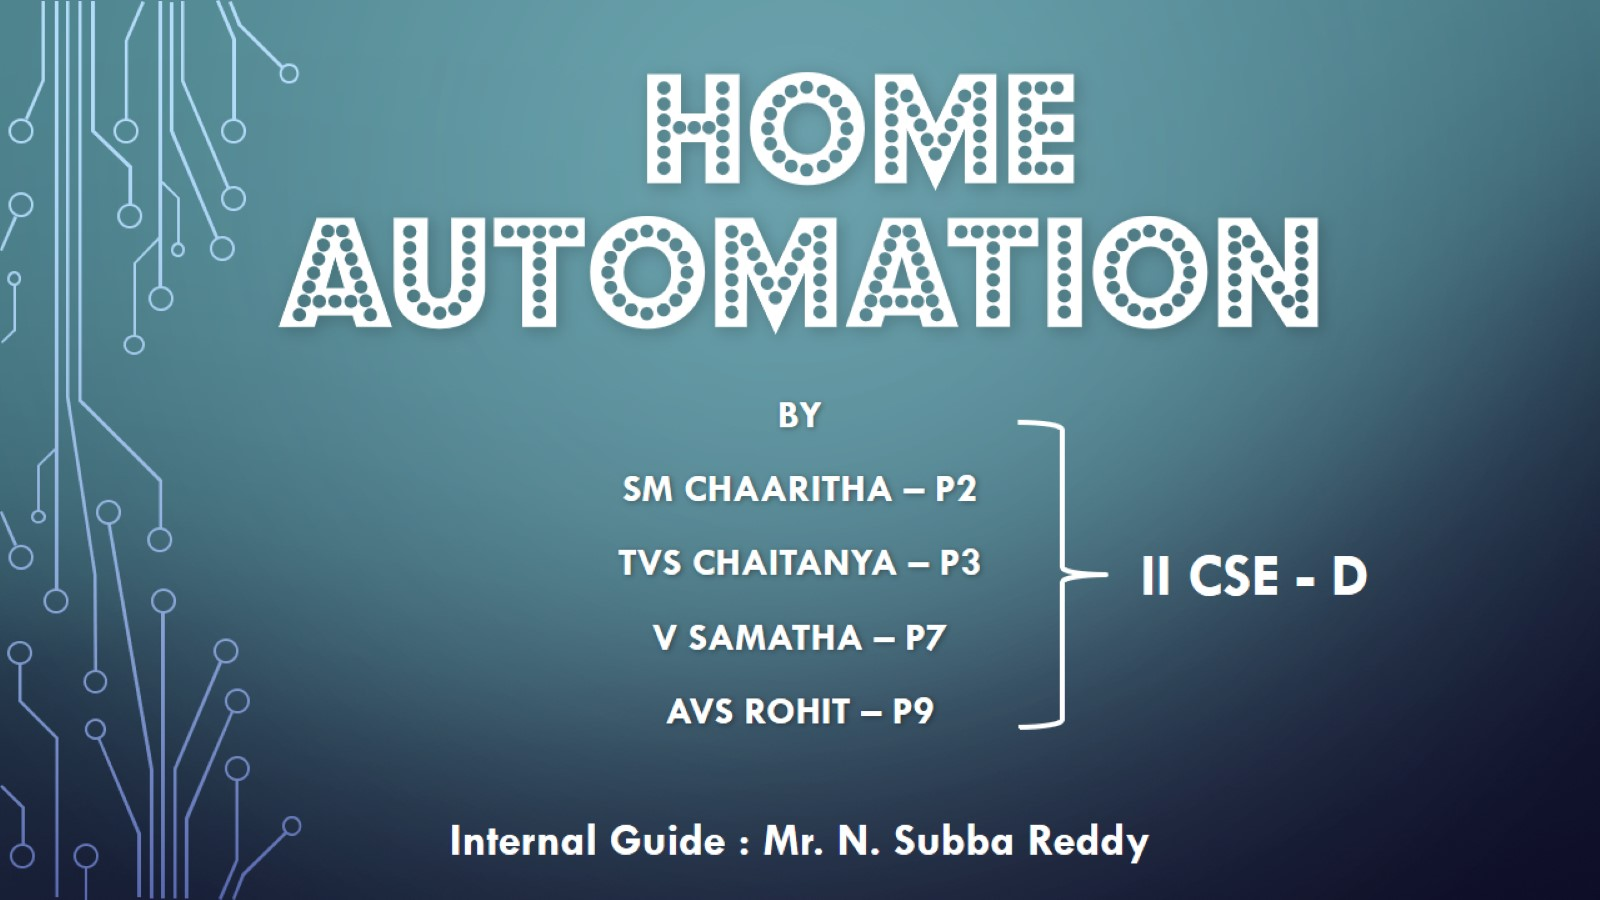 HOME
AUTOMATION
BY
SM CHAARITHA – P2
TVS CHAITANYA – P3
V SAMATHA – P7
AVS ROHIT – P9
II CSE - D
Internal Guide : Mr. N. Subba Reddy